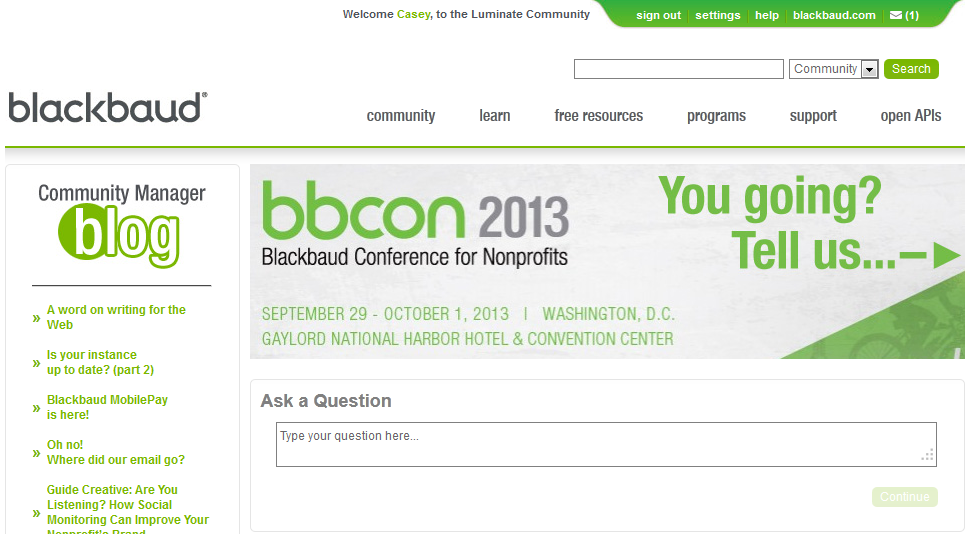 Welcome Casey, to the Luminate Community
sign out settings help blackbaud.com (1)
Community Search
blackbaud®
community learn free resources programs support open APIs
Community Manager
blog
» A word on writing for the
Web
» Is your instance
up to date? (part 2)
» Blackbaud MobilePay
is here!
» Oh no!
Where did our email go?
» Guide Creative: Are You
Listening? How Social
Monitoring Can Improve Your
Nonprofit's Brand
bbcon 2013
Blackbaud Conference for Nonprofits
You going?
Tell us...
SEPTEMBER 29 - OCTOBER 1, 2013 | WASHINGTON, D.C.
GAYLORD NATIONAL HARBOR HOTEL & CONVENTION CENTER
Ask a Question
Type your question here...
Continue